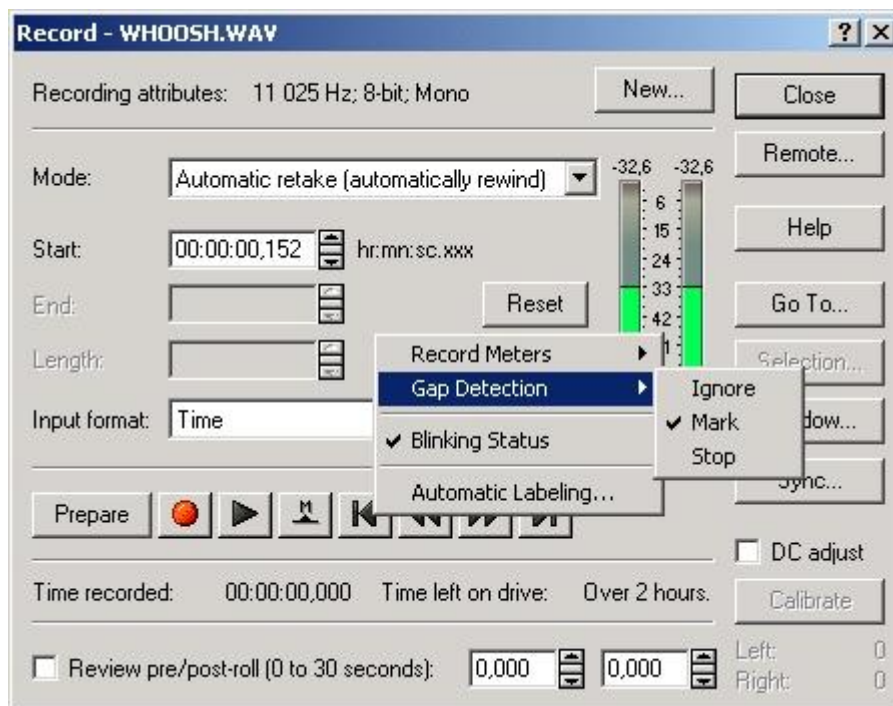 Record - WHOOSH.WAV
Recording attributes: 11 025 Hz; 8-bit; Mono
New...
Close
Remote...
Help
Go To...
Selection...
Sync...
Mode:
Automatic retake (automatically rewind)
-32,6 -32,6
6
15
24
33
42
Start:
00:00:00,152 hr:mn:sc.xxx
End:
Reset
Length:
Input format: Time
Record Meters
Gap Detection
Blinking Status
Automatic Labeling...
Ignore
Mark
Stop
Prepare
M
DC adjust
Calibrate
Time recorded: 00:00:00,000 Time left on drive: Over 2 hours.
Review pre/post-roll (0 to 30 seconds): 0,000 0,000
Left: 0
Right: 0